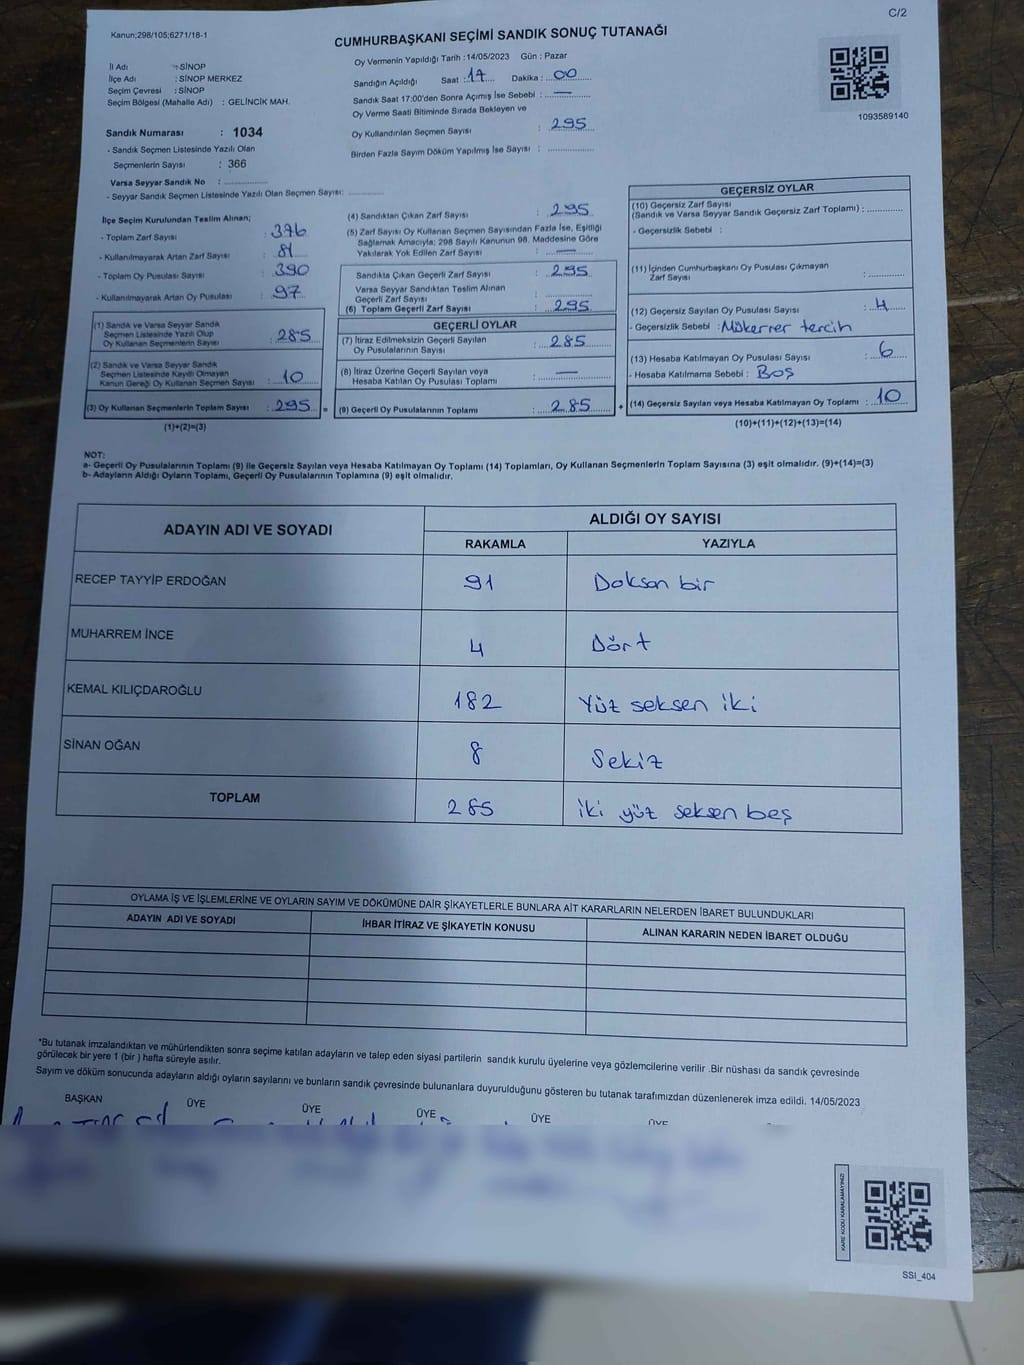 C/2
Kanun;298/105;6271/18-1
CUMHURBAŞKANI SEÇİMİ SANDIK SONUÇ TUTANAĞI
İl Adı : SİNOP
İlçe Adı : SİNOP MERKEZ
Seçim Çevresi : SİNOP
Seçim Bölgesi (Mahalle Adı) : GELİNCİK MAH.
Sandık Numarası : 1034
- Sandık Seçmen Listesinde Yazılı Olan
Seçmenlerin Sayısı : 366
Varsa Seyyar Sandık No :
- Seyyar Sandık Seçmen Listesinde Yazılı Olan Seçmen Sayısı:
Oy Vermenin Yapıldığı Tarih :14/05/2023 Gün : Pazar
Sandığın Açıldığı Saat : 17 Dakika : 00
Sandık Saat 17:00'den Sonra Açımış İse Sebebi : —
Oy Verme Saati Bitiminde Sırada Bekleyen ve
Oy Kullandırılan Seçmen Sayısı : 295
Birden Fazla Sayım Döküm Yapılmış İse Sayısı :
1093589140
İlçe Seçim Kurulundan Teslim Alınan;
- Toplam Zarf Sayısı : 376
- Kullanılmayarak Artan Zarf Sayısı : 81
- Toplam Oy Pusulası Sayısı : 390
- Kullanılmayarak Artan Oy Pusulası : 97
(1) Sandık ve Varsa Seyyar Sandık
Seçmen Listesinde Yazılı Olup
Oy Kullanan Seçmenlerin Sayısı : 285
(2) Sandık ve Varsa Seyyar Sandık
Seçmen Listesinde Kayıtlı Olmayan
Kanun Gereği Oy Kullanan Seçmen Sayısı : 10
(3) Oy Kullanan Seçmenlerin Toplam Sayısı : 295 =
(1)+(2)=(3)
(4) Sandıktan Çıkan Zarf Sayısı : 295
(5) Zarf Sayısı Oy Kullanan Seçmen Sayısından Fazla İse, Eşitliği
Sağlamak Amacıyla; 298 Sayılı Kanunun 98. Maddesine Göre
Yakılarak Yok Edilen Zarf Sayısı : —
Sandıkta Çıkan Geçerli Zarf Sayısı : 295
Varsa Seyyar Sandıktan Teslim Alınan
Geçerli Zarf Sayısı :
(6) Toplam Geçerli Zarf Sayısı : 295
GEÇERLİ OYLAR
(7) İtiraz Edilmeksizin Geçerli Sayılan
Oy Pusulalarının Sayısı : 285
(8) İtiraz Üzerine Geçerli Sayılan veya
Hesaba Katılan Oy Pusulası Toplamı : —
(9) Geçerli Oy Pusulalarının Toplamı : 285 +
GEÇERSİZ OYLAR
(10) Geçersiz Zarf Sayısı
(Sandık ve Varsa Seyyar Sandık Geçersiz Zarf Toplamı) :
- Geçersizlik Sebebi :
(11) İçinden Cumhurbaşkanı Oy Pusulası Çıkmayan
Zarf Sayısı :
(12) Geçersiz Sayılan Oy Pusulası Sayısı : 4
- Geçersizlik Sebebi : Mükerrer tercih
(13) Hesaba Katılmayan Oy Pusulası Sayısı : 6
- Hesaba Katılmama Sebebi : Boş
(14) Geçersiz Sayılan veya Hesaba Katılmayan Oy Toplamı : 10
(10)+(11)+(12)+(13)=(14)
NOT:
a- Geçerli Oy Pusulalarının Toplamı (9) ile Geçersiz Sayılan veya Hesaba Katılmayan Oy Toplamı (14) Toplamları, Oy Kullanan Seçmenlerin Toplam Sayısına (3) eşit olmalıdır. (9)+(14)=(3)
b- Adayların Aldığı Oyların Toplamı, Geçerli Oy Pusulalarının Toplamına (9) eşit olmalıdır.
ADAYIN ADI VE SOYADI ALDIĞI OY SAYISI
RAKAMLA YAZIYLA
RECEP TAYYİP ERDOĞAN 91 Doksan bir
MUHARREM İNCE 4 Dört
KEMAL KILIÇDAROĞLU 182 Yüz seksen iki
SİNAN OĞAN 8 Sekiz
TOPLAM 285 iki yüz seksen beş
OYLAMA İŞ VE İŞLEMLERİNE VE OYLARIN SAYIM VE DÖKÜMÜNE DAİR ŞİKAYETLERLE BUNLARA AİT KARARLARIN NELERDEN İBARET BULUNDUKLARI
ADAYIN ADI VE SOYADI İHBAR İTİRAZ VE ŞİKAYETİN KONUSU ALINAN KARARIN NEDEN İBARET OLDUĞU
*Bu tutanak imzalandıktan ve mühürlendikten sonra seçime katılan adayların ve talep eden siyasi partilerin sandık kurulu üyelerine veya gözlemcilerine verilir .Bir nüshası da sandık çevresinde
görülecek bir yere 1 (bir ) hafta süreyle asılır.
Sayım ve döküm sonucunda adayların aldığı oyların sayılarını ve bunların sandık çevresinde bulunanlara duyurulduğunu gösteren bu tutanak tarafımızdan düzenlenerek imza edildi. 14/05/2023
BAŞKAN ÜYE ÜYE ÜYE ÜYE ÜYE
KARE KODU KARALAMAYINIZ!
SSI_404